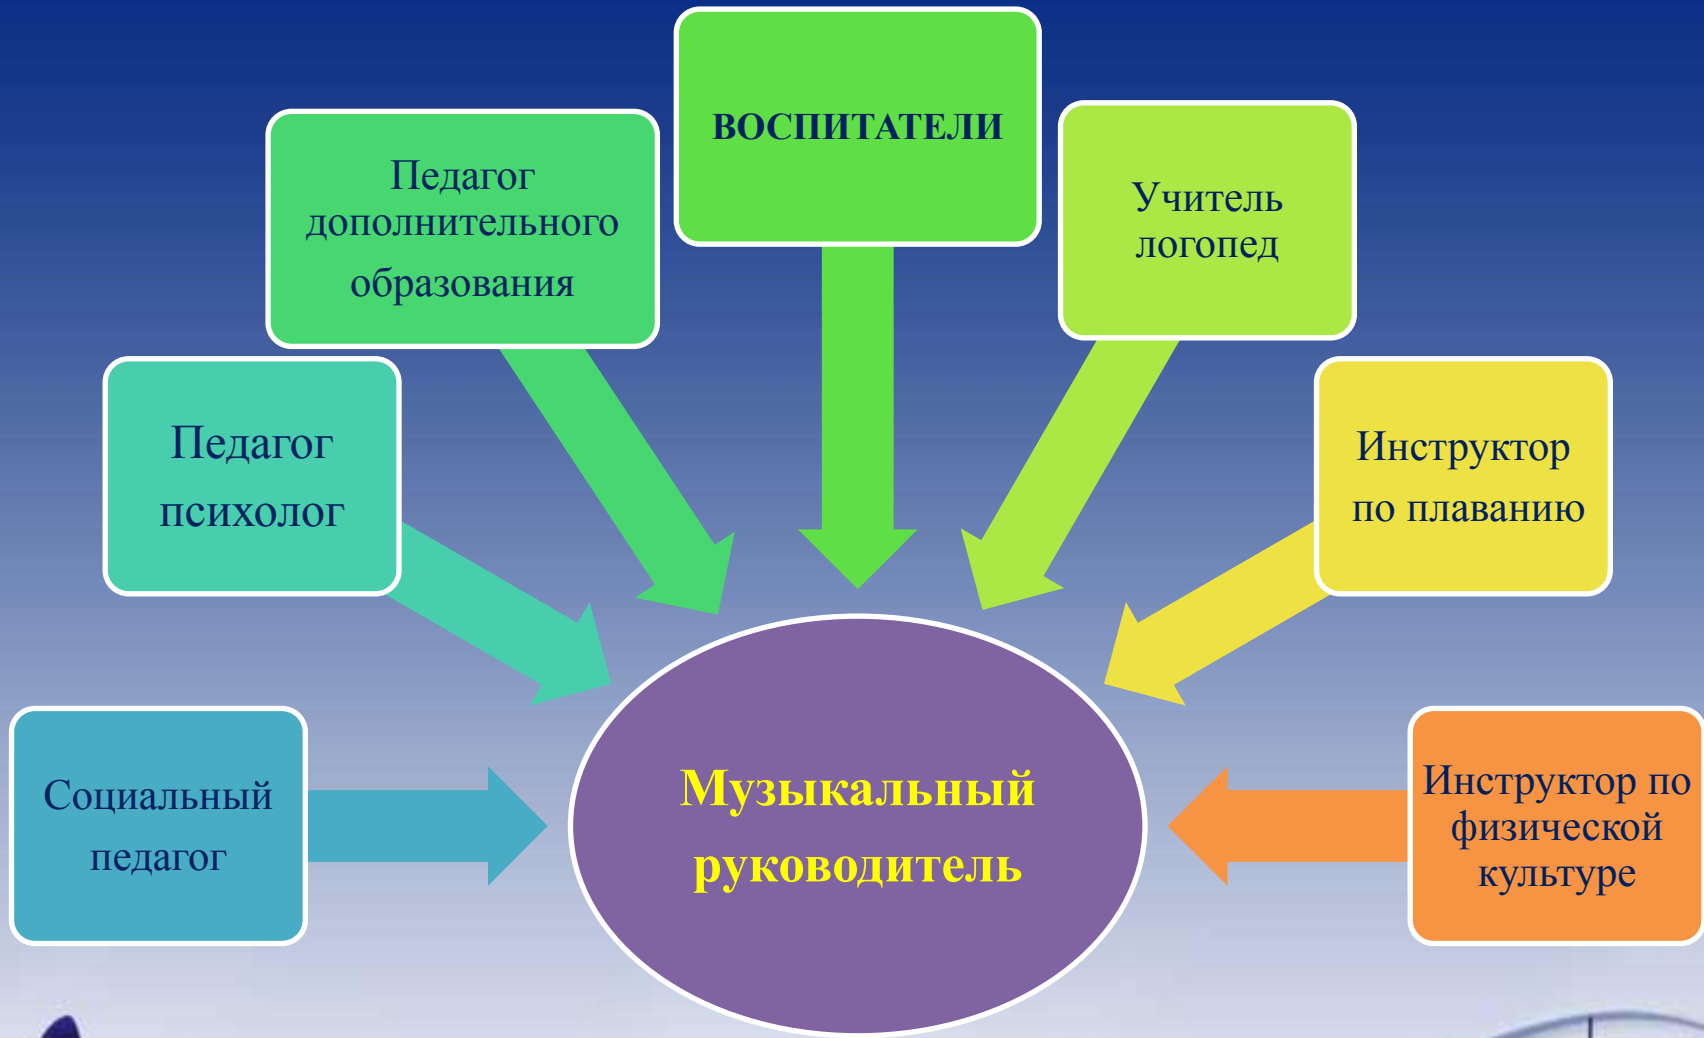 ВОСПИТАТЕЛИ
Педагог
дополнительного
образования
Учитель
логопед
Педагог
психолог
Инструктор
по плаванию
Социальный
педагог
Музыкальный
руководитель
Инструктор по
физической
культуре